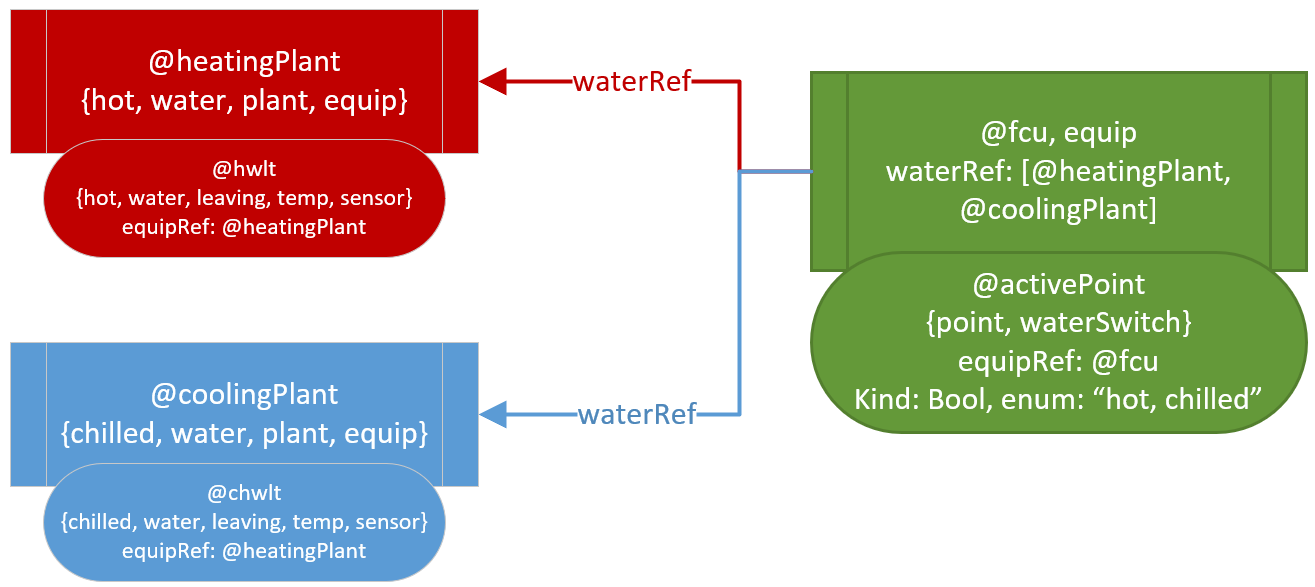 @heatingPlant
{hot, water, plant, equip}
@hwlt
{hot, water, leaving, temp, sensor}
equipRef: @heatingPlant
waterRef
@fcu, equip
waterRef: [@heatingPlant,
@coolingPlant]
@activePoint
{point, waterSwitch}
equipRef: @fcu
Kind: Bool, enum: “hot, chilled”
@coolingPlant
{chilled, water, plant, equip}
waterRef
@chwlt
{chilled, water, leaving, temp, sensor}
equipRef: @heatingPlant